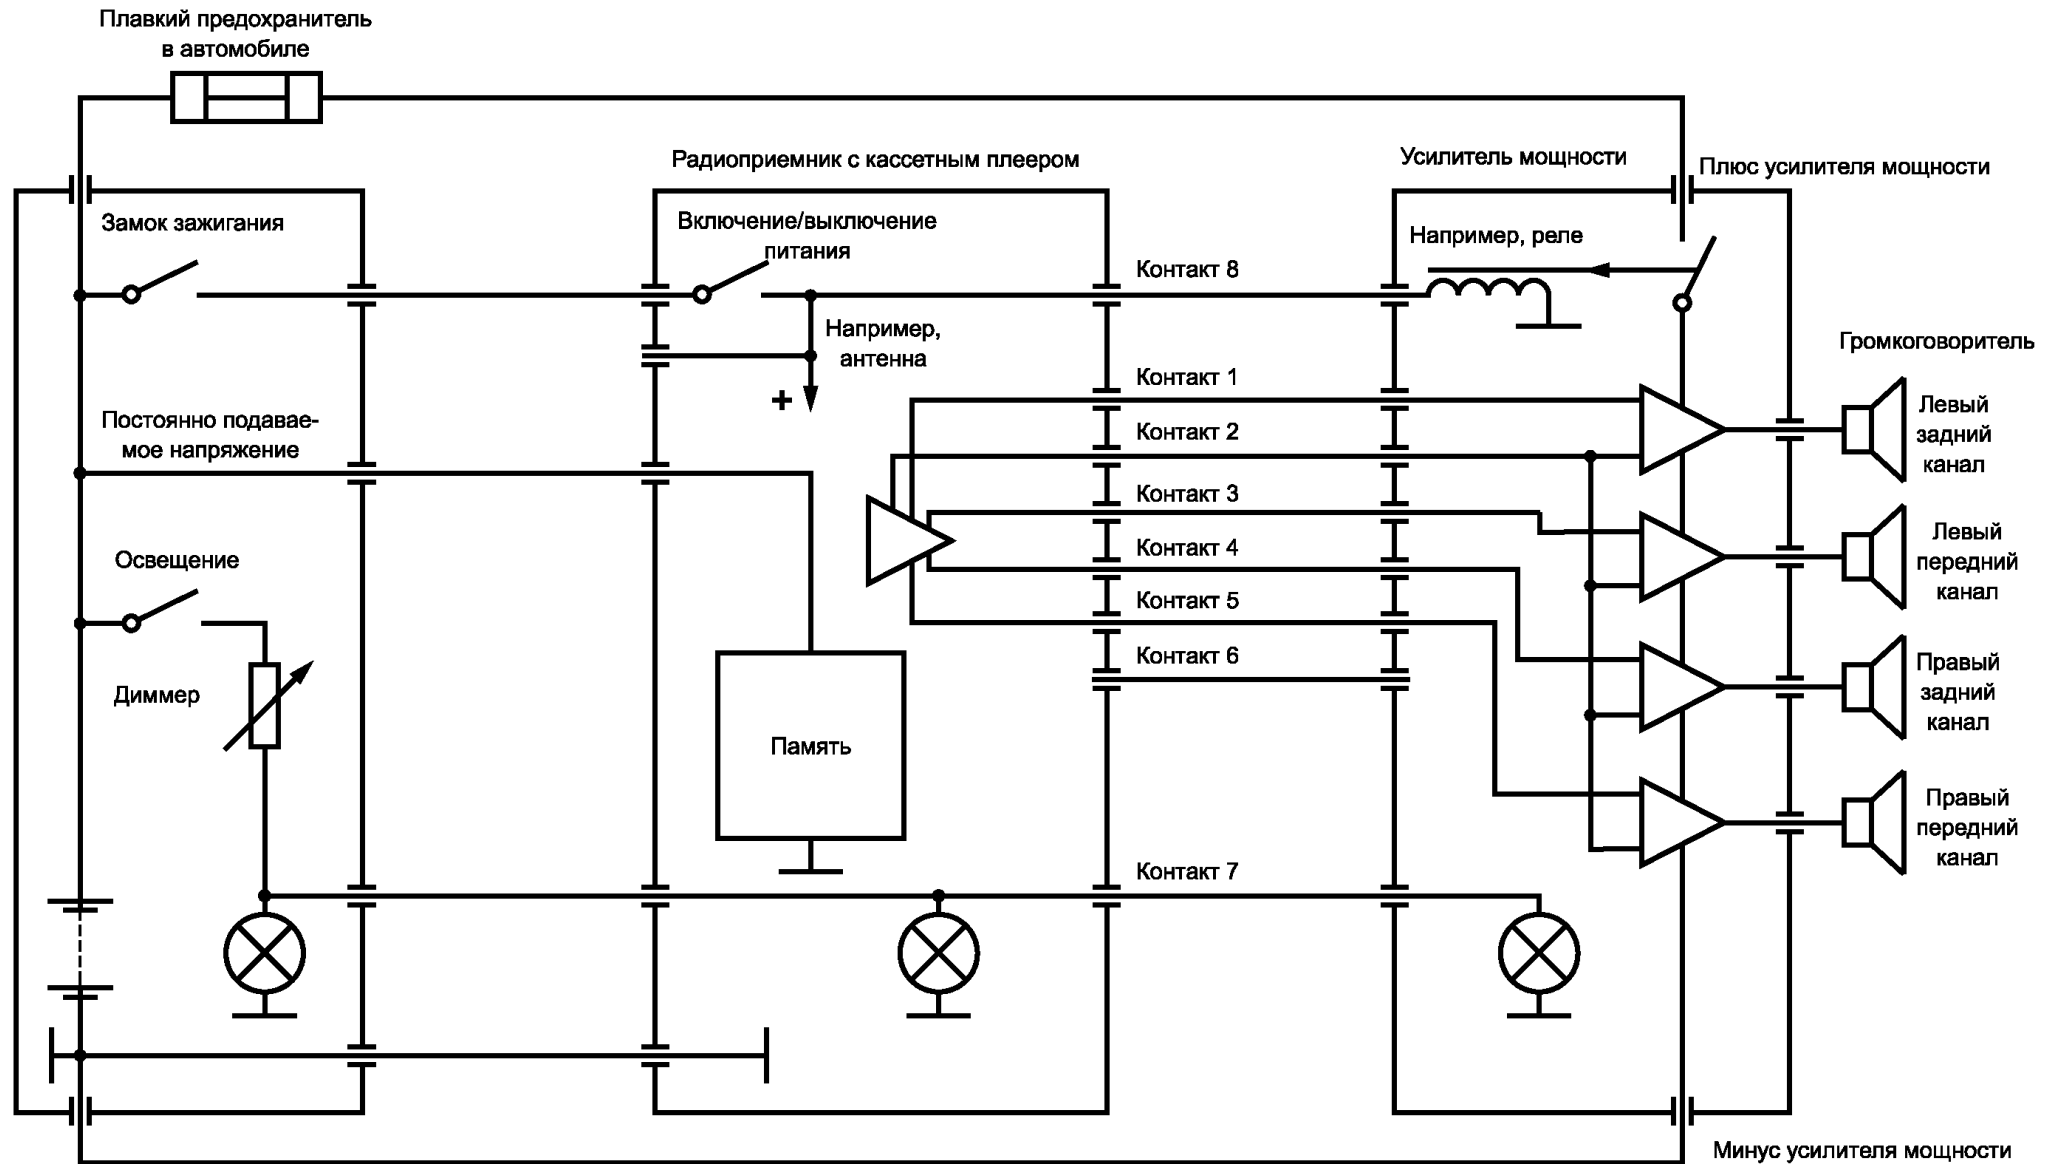 Плавкий предохранитель
в автомобиле
Радиоприемник с кассетным плеером
Усилитель мощности
Плюс усилителя мощности
Замок зажигания
Включение/выключение
питания
Например, реле
Контакт 8
Например,
антенна
+
Громкоговоритель
Контакт 1
Левый
задний
канал
Постоянно подавае-
мое напряжение
Контакт 2
Контакт 3
Левый
передний
канал
Освещение
Контакт 4
Контакт 5
Контакт 6
Правый
задний
канал
Диммер
Память
Правый
передний
канал
Контакт 7
Минус усилителя мощности